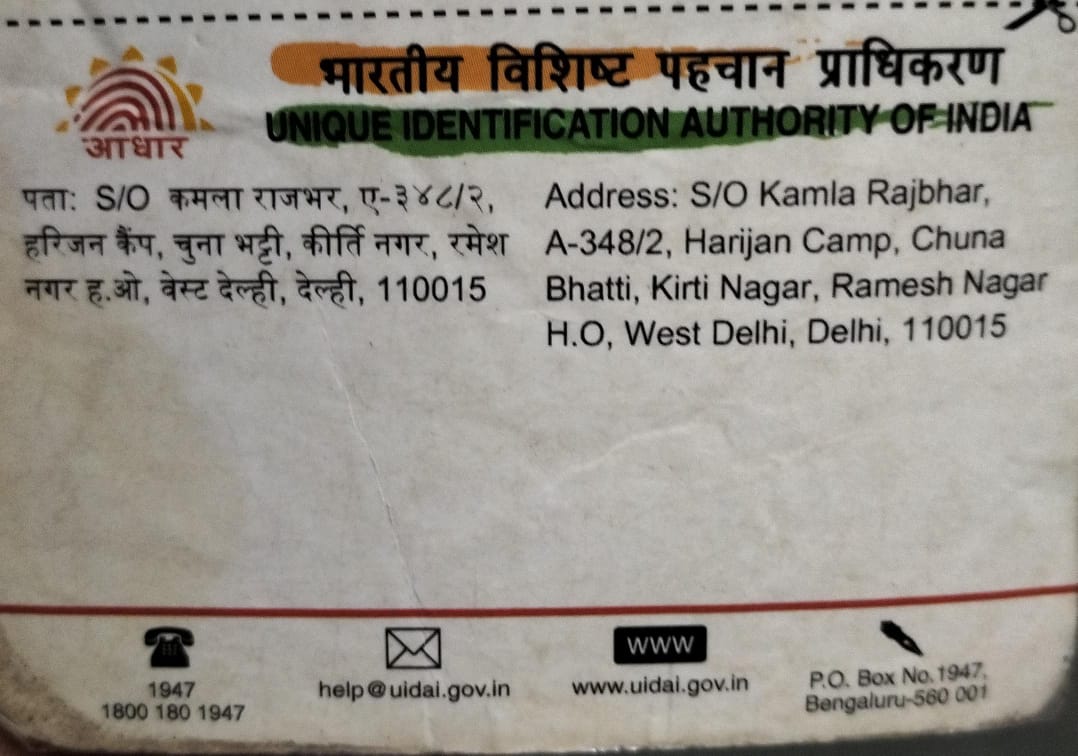 भारतीय विशिष्ट पहचान प्राधिकरण
UNIQUE IDENTIFICATION AUTHORITY OF INDIA
आधार
पता: S/O कमला राजभर, ए-३४८/२,
हरिजन कैंप, चुना भट्टी, कीर्ति नगर, रमेश
नगर ह.ओ, वेस्ट देल्ही, देल्ही, 110015
Address: S/O Kamla Rajbhar,
A-348/2, Harijan Camp, Chuna
Bhatti, Kirti Nagar, Ramesh Nagar
H.O, West Delhi, Delhi, 110015
1947
1800 180 1947
help@uidai.gov.in
www
www.uidai.gov.in
P.O. Box No.1947,
Bengaluru-560 001